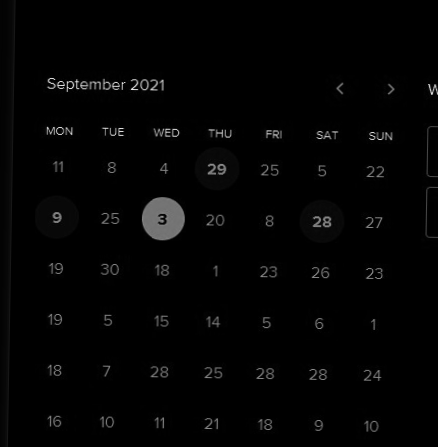 September 2021 < > W
MON TUE WED THU FRI SAT SUN
11 8 4 29 25 5 22
9 25 3 20 8 28 27
19 30 18 1 23 26 23
19 5 15 14 5 6 1
18 7 28 25 28 28 24
16 10 11 21 18 9 10